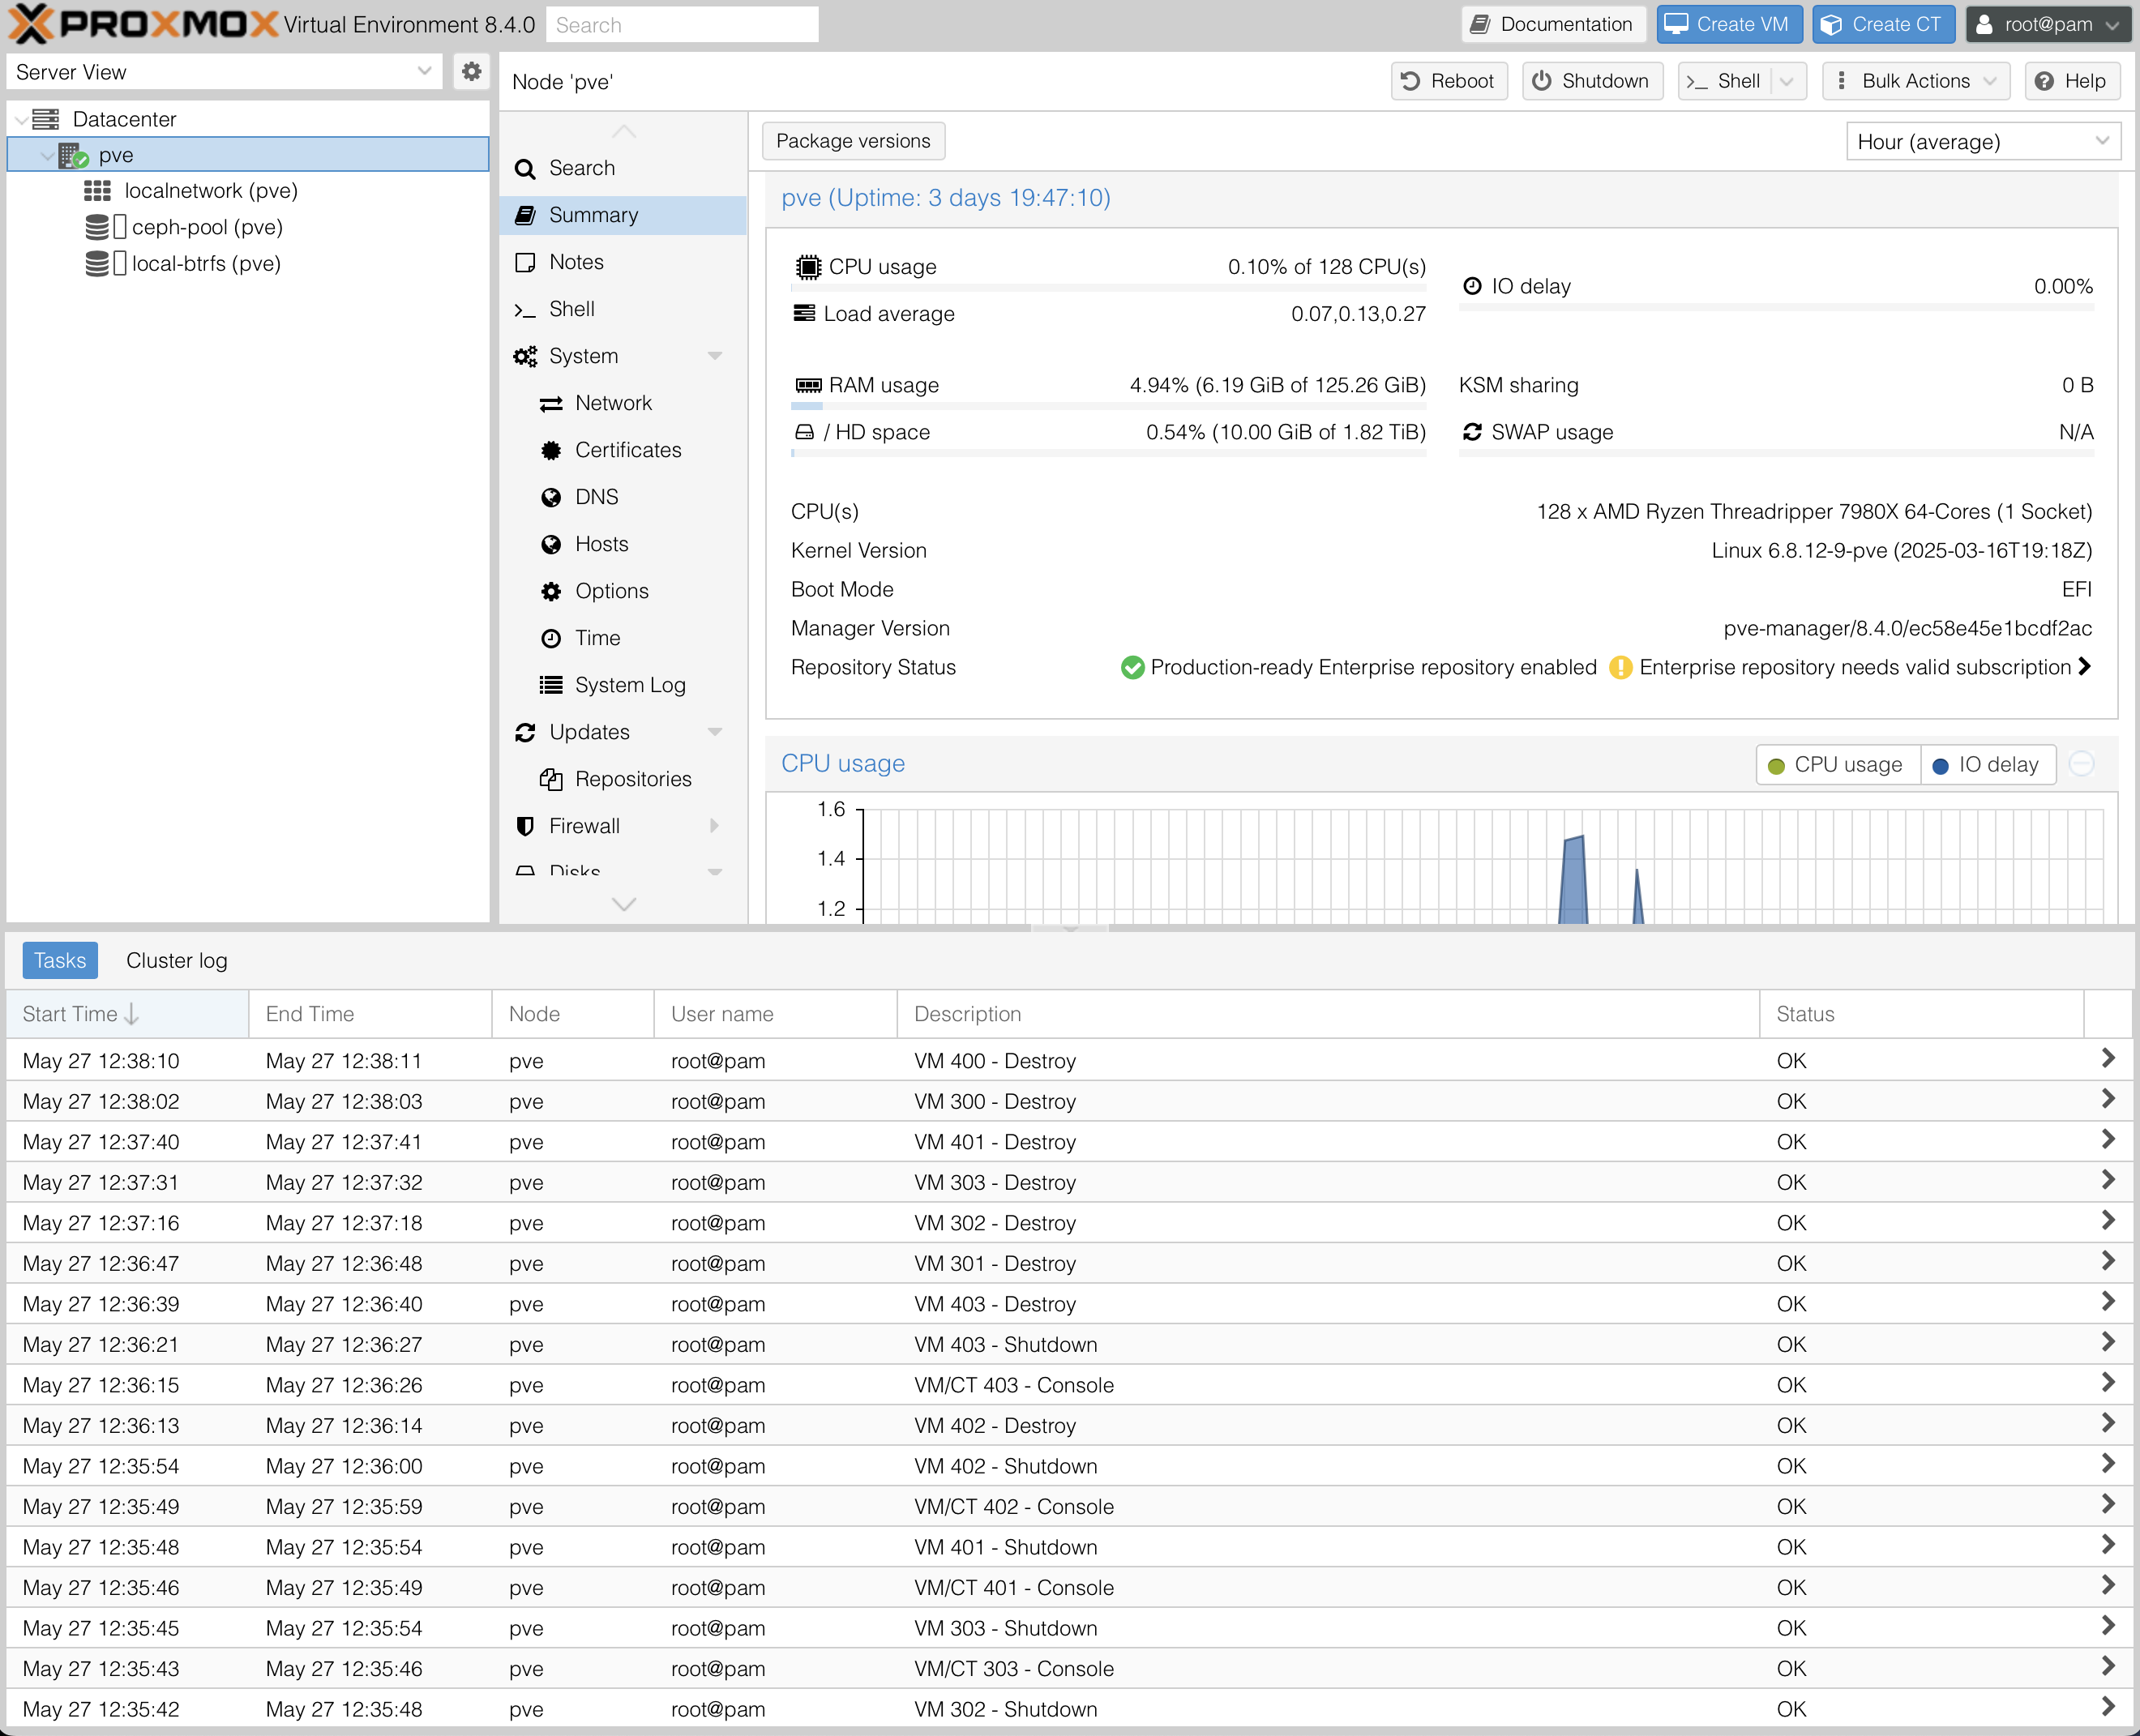 PROXMOX Virtual Environment 8.4.0 Search Documentation Create VM Create CT root@pam
Server View
Datacenter
pve
localnetwork (pve)
ceph-pool (pve)
local-btrfs (pve)
Node 'pve' Reboot Shutdown >_ Shell Bulk Actions Help
Search
Summary
Notes
>_ Shell
System
Network
Certificates
DNS
Hosts
Options
Time
System Log
Updates
Repositories
Firewall
Disks
Package versions Hour (average)
pve (Uptime: 3 days 19:47:10)
CPU usage 0.10% of 128 CPU(s)
IO delay 0.00%
Load average 0.07,0.13,0.27
RAM usage 4.94% (6.19 GiB of 125.26 GiB) KSM sharing 0 B
/ HD space 0.54% (10.00 GiB of 1.82 TiB) SWAP usage N/A
CPU(s) 128 x AMD Ryzen Threadripper 7980X 64-Cores (1 Socket)
Kernel Version Linux 6.8.12-9-pve (2025-03-16T19:18Z)
Boot Mode EFI
Manager Version pve-manager/8.4.0/ec58e45e1bcdf2ac
Repository Status Production-ready Enterprise repository enabled Enterprise repository needs valid subscription
CPU usage CPU usage IO delay
1.6
1.4
1.2
Tasks Cluster log
Start Time End Time Node User name Description Status
May 27 12:38:10 May 27 12:38:11 pve root@pam VM 400 - Destroy OK
May 27 12:38:02 May 27 12:38:03 pve root@pam VM 300 - Destroy OK
May 27 12:37:40 May 27 12:37:41 pve root@pam VM 401 - Destroy OK
May 27 12:37:31 May 27 12:37:32 pve root@pam VM 303 - Destroy OK
May 27 12:37:16 May 27 12:37:18 pve root@pam VM 302 - Destroy OK
May 27 12:36:47 May 27 12:36:48 pve root@pam VM 301 - Destroy OK
May 27 12:36:39 May 27 12:36:40 pve root@pam VM 403 - Destroy OK
May 27 12:36:21 May 27 12:36:27 pve root@pam VM 403 - Shutdown OK
May 27 12:36:15 May 27 12:36:26 pve root@pam VM/CT 403 - Console OK
May 27 12:36:13 May 27 12:36:14 pve root@pam VM 402 - Destroy OK
May 27 12:35:54 May 27 12:36:00 pve root@pam VM 402 - Shutdown OK
May 27 12:35:49 May 27 12:35:59 pve root@pam VM/CT 402 - Console OK
May 27 12:35:48 May 27 12:35:54 pve root@pam VM 401 - Shutdown OK
May 27 12:35:46 May 27 12:35:49 pve root@pam VM/CT 401 - Console OK
May 27 12:35:45 May 27 12:35:54 pve root@pam VM 303 - Shutdown OK
May 27 12:35:43 May 27 12:35:46 pve root@pam VM/CT 303 - Console OK
May 27 12:35:42 May 27 12:35:48 pve root@pam VM 302 - Shutdown OK